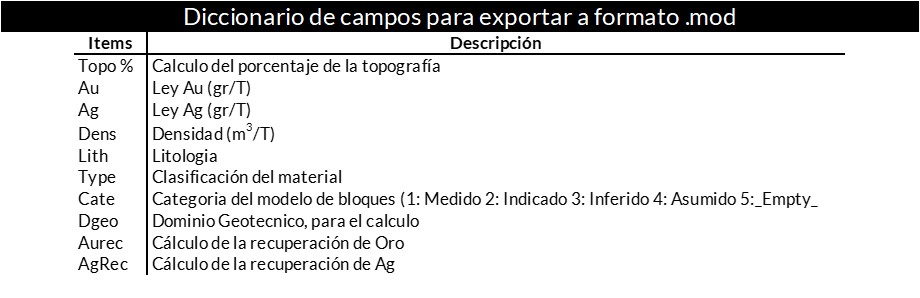 Diccionario de campos para exportar a formato .mod
Items Descripción
Topo % Calculo del porcentaje de la topografía
Au Ley Au (gr/T)
Ag Ley Ag (gr/T)
Dens Densidad (m³/T)
Lith Litologia
Type Clasificación del material
Cate Categoria del modelo de bloques (1: Medido 2: Indicado 3: Inferido 4: Asumido 5:_Empty_
Dgeo Dominio Geotecnico, para el calculo
Aurec Cálculo de la recuperación de Oro
AgRec Cálculo de la recuperación de Ag